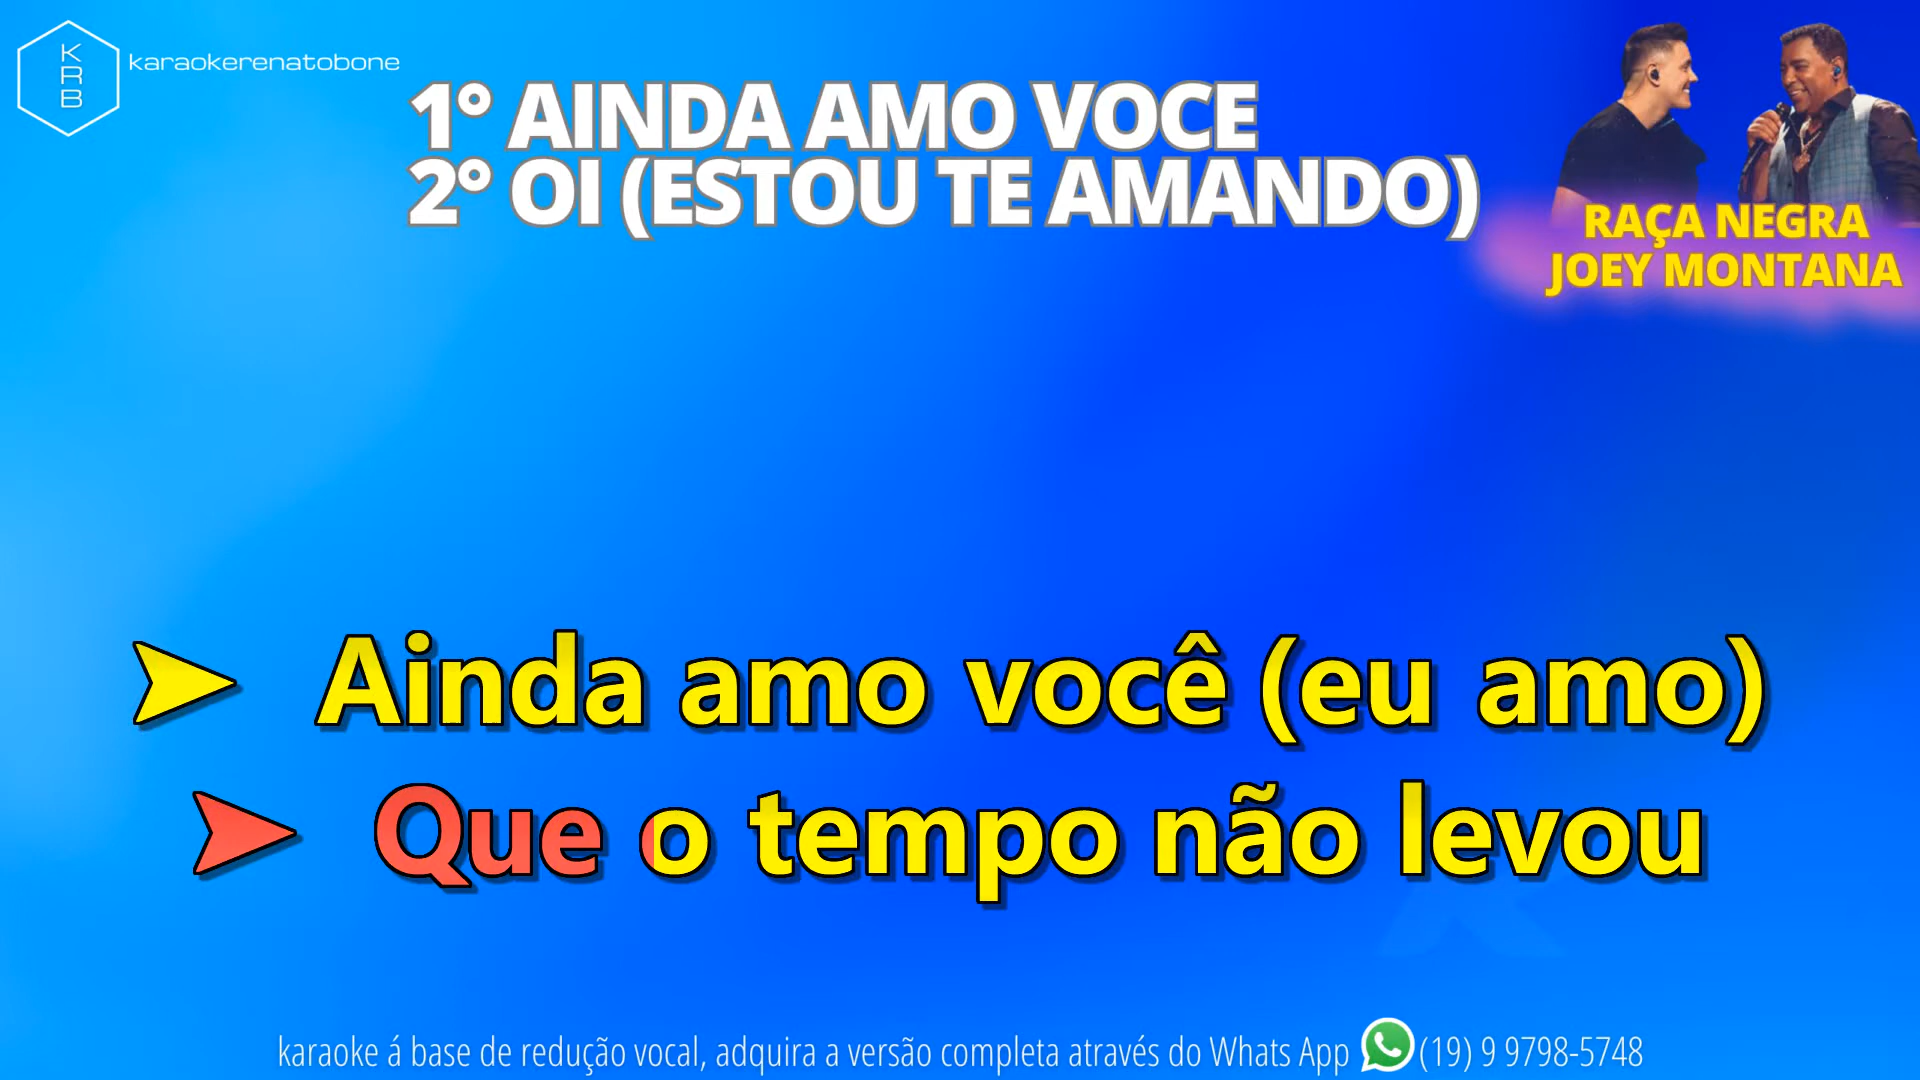 KRB
karaokerenatobone
1° AINDA AMO VOCE
2° OI (ESTOU TE AMANDO)
RAÇA NEGRA
JOEY MONTANA
Ainda amo você (eu amo)
Que o tempo não levou
karaoke á base de redução vocal, adquira a versão completa através do Whats App (19) 9 9798-5748